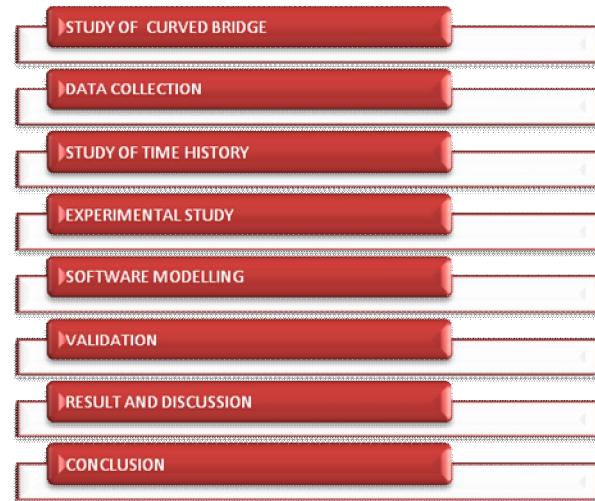 STUDY OF CURVED BRIDGE
DATA COLLECTION
STUDY OF TIME HISTORY
EXPERIMENTAL STUDY
SOFTWARE MODELLING
VALIDATION
RESULT AND DISCUSSION
CONCLUSION